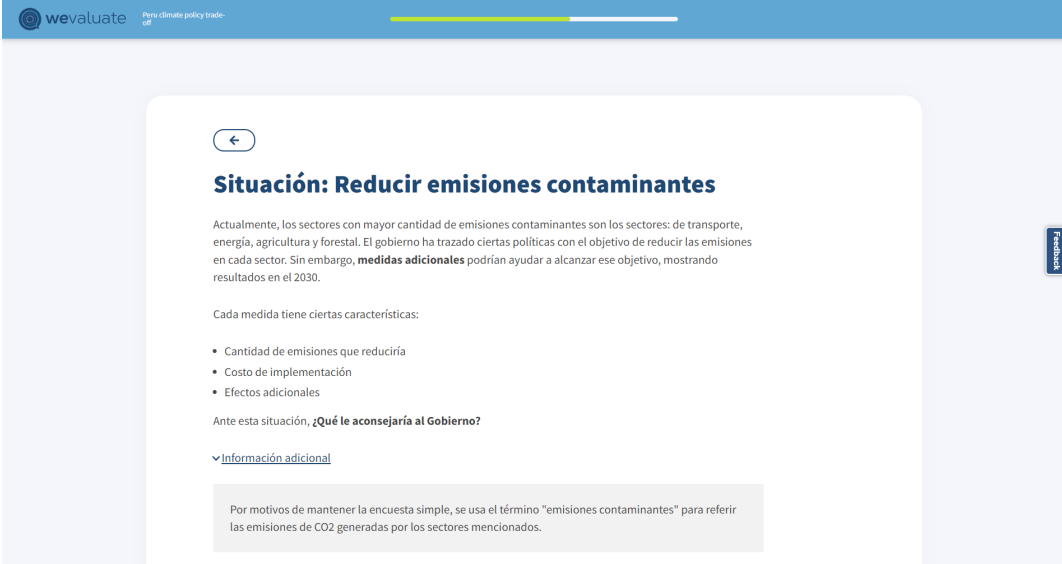 wevaluate
Peru climate policy trade-
off
Situación: Reducir emisiones contaminantes
Actualmente, los sectores con mayor cantidad de emisiones contaminantes son los sectores: de transporte,
energía, agricultura y forestal. El gobierno ha trazado ciertas políticas con el objetivo de reducir las emisiones
en cada sector. Sin embargo, medidas adicionales podrían ayudar a alcanzar ese objetivo, mostrando
resultados en el 2030.
Cada medida tiene ciertas características:
• Cantidad de emisiones que reduciría
• Costo de implementación
• Efectos adicionales
Ante esta situación, ¿Qué le aconsejaría al Gobierno?
Información adicional
Por motivos de mantener la encuesta simple, se usa el término "emisiones contaminantes" para referir
las emisiones de CO2 generadas por los sectores mencionados.
Feedback